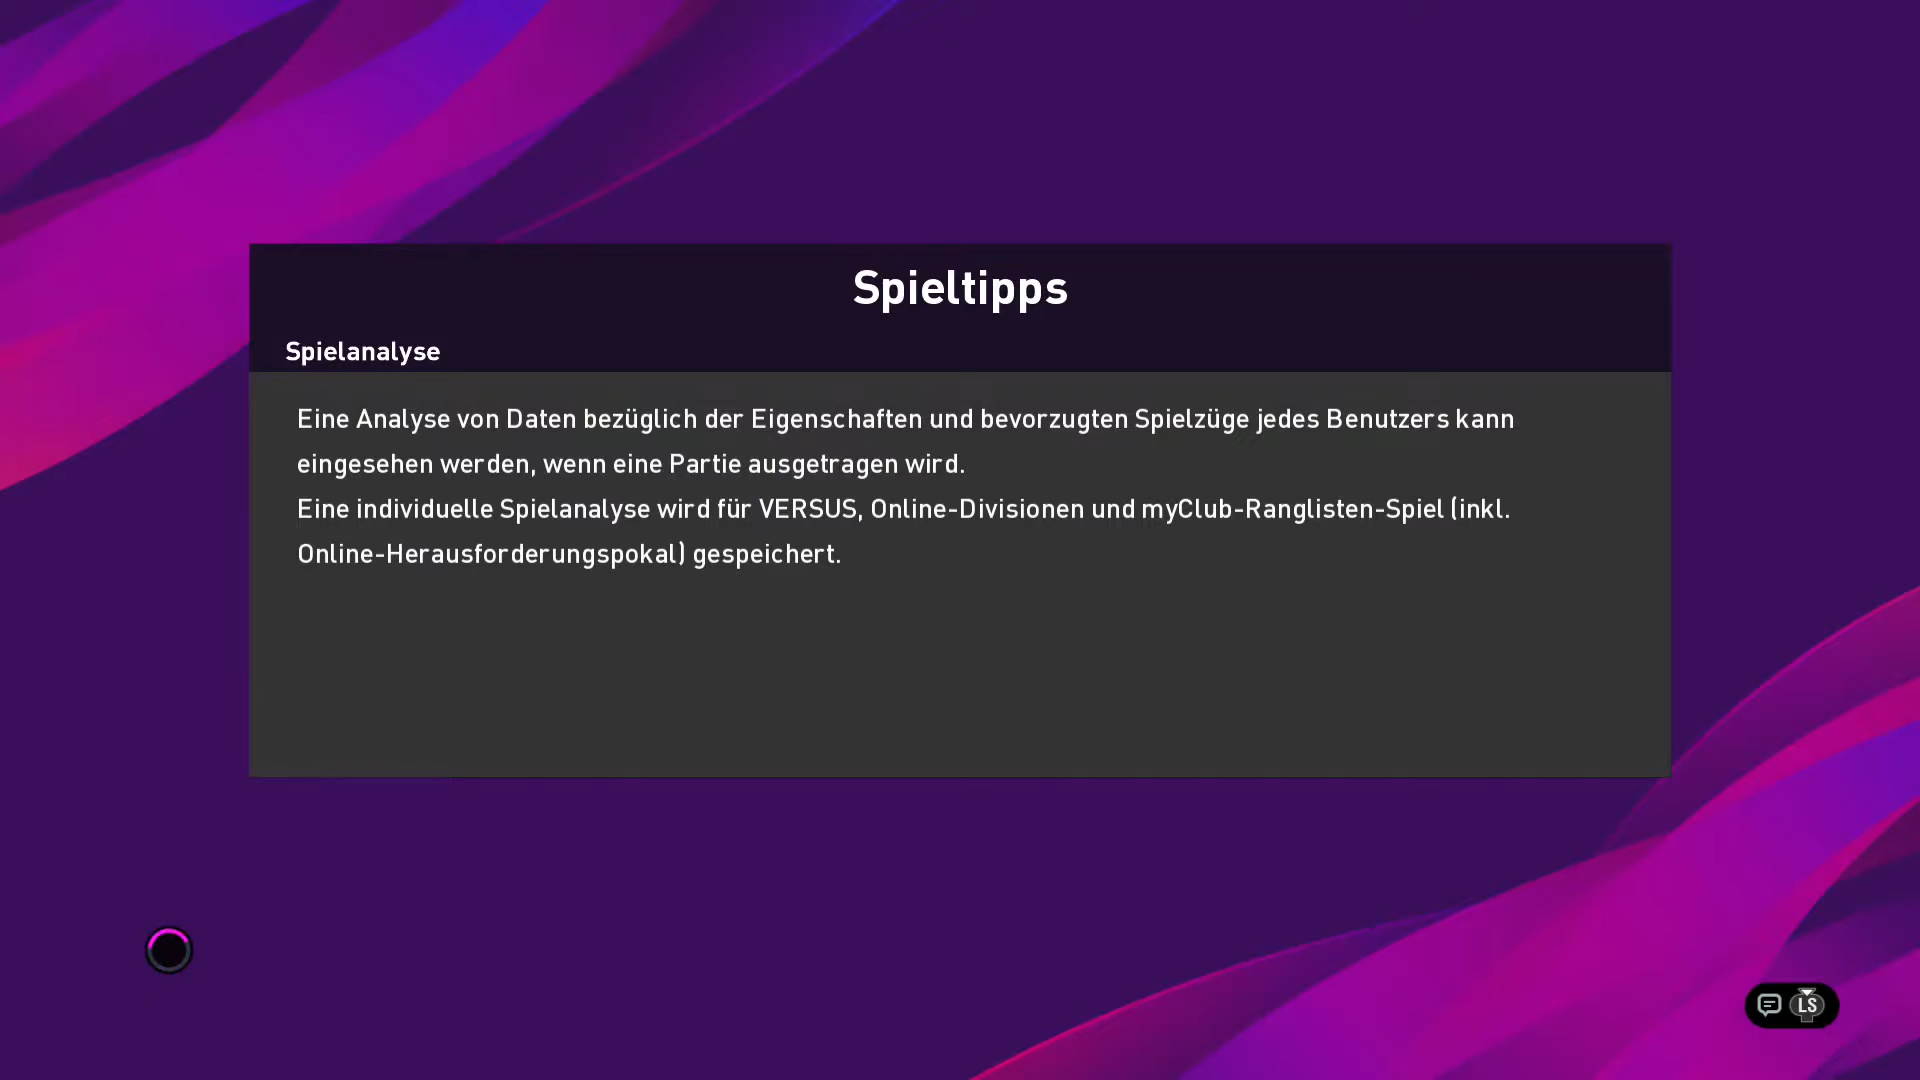 Spieltipps
Spielanalyse
Eine Analyse von Daten bezüglich der Eigenschaften und bevorzugten Spielzüge jedes Benutzers kann
eingesehen werden, wenn eine Partie ausgetragen wird.
Eine individuelle Spielanalyse wird für VERSUS, Online-Divisionen und myClub-Ranglisten-Spiel (inkl.
Online-Herausforderungspokal) gespeichert.
LS